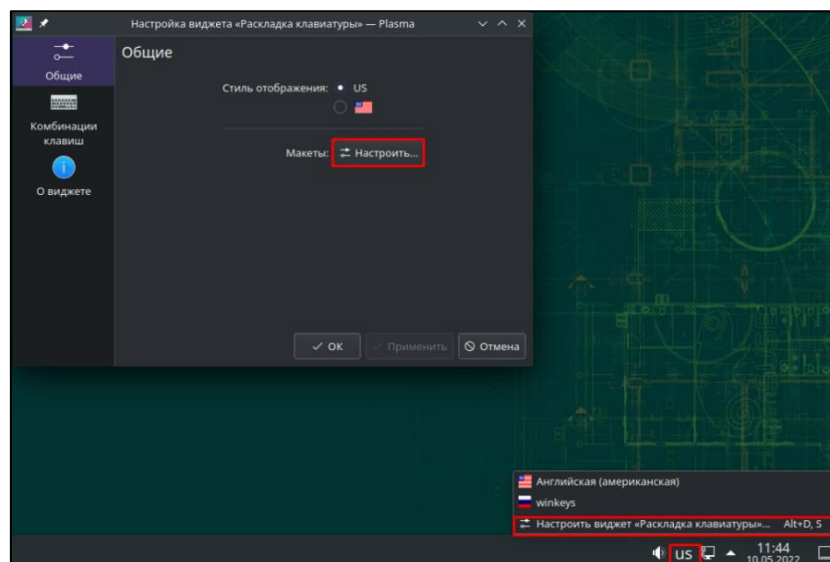 Настройка виджета «Раскладка клавиатуры» — Plasma
Общие
Общие
Стиль отображения:
US
Комбинации
клавиш
Макеты:
Настроить...
О виджете
ОК
Применить
Отмена
Английская (американская)
winkeys
Настроить виджет «Раскладка клавиатуры»... Alt+D, S
US
11:44
10.05.2022